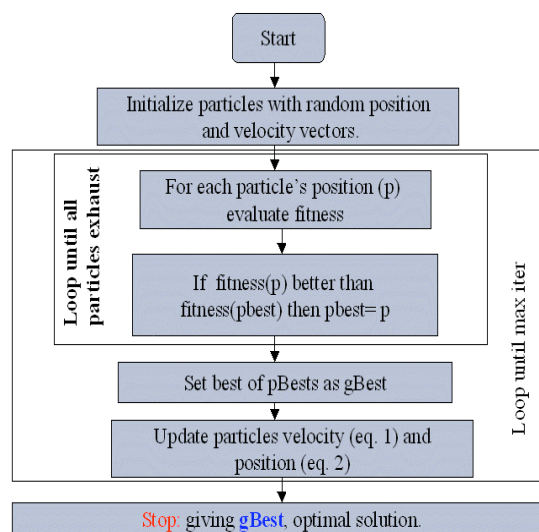 Start
Initialize particles with random position
and velocity vectors.
Loop until all
particles exhaust
For each particle's position (p)
evaluate fitness
If fitness(p) better than
fitness(pbest) then pbest= p
Loop until max iter
Set best of pBests as gBest
Update particles velocity (eq. 1) and
position (eq. 2)
Stop: giving gBest, optimal solution.